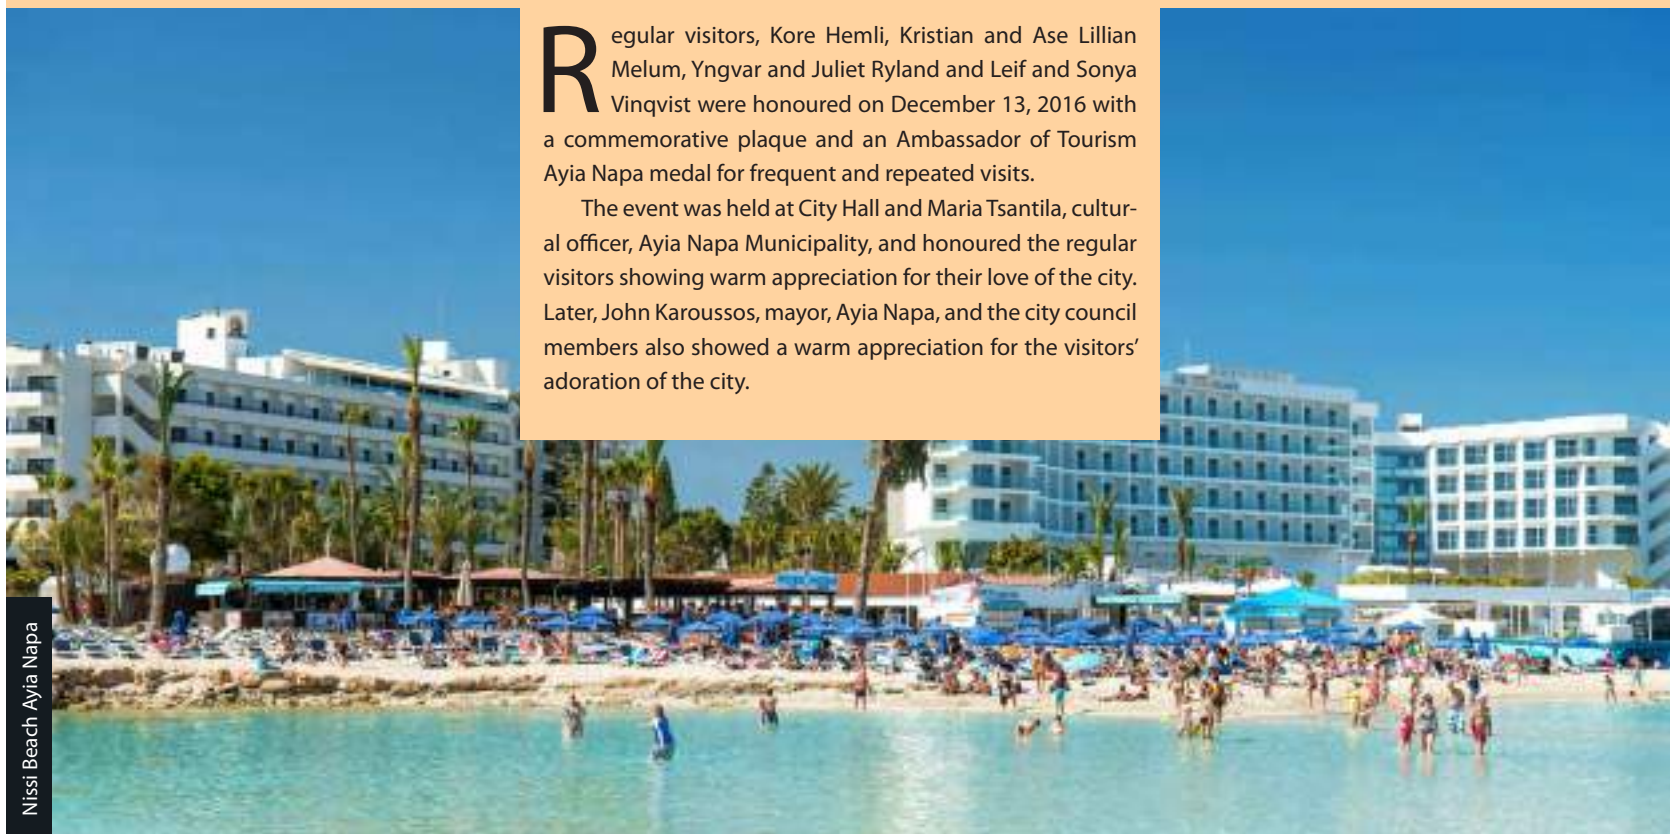 Regular visitors, Kore Hemli, Kristian and Ase Lillian
Melum, Yngvar and Juliet Ryland and Leif and Sonya
Vinqvist were honoured on December 13, 2016 with
a commemorative plaque and an Ambassador of Tourism
Ayia Napa medal for frequent and repeated visits.
The event was held at City Hall and Maria Tsantila, cultur-
al officer, Ayia Napa Municipality, and honoured the regular
visitors showing warm appreciation for their love of the city.
Later, John Karoussos, mayor, Ayia Napa, and the city council
members also showed a warm appreciation for the visitors’
adoration of the city.
Nissi Beach Ayia Napa